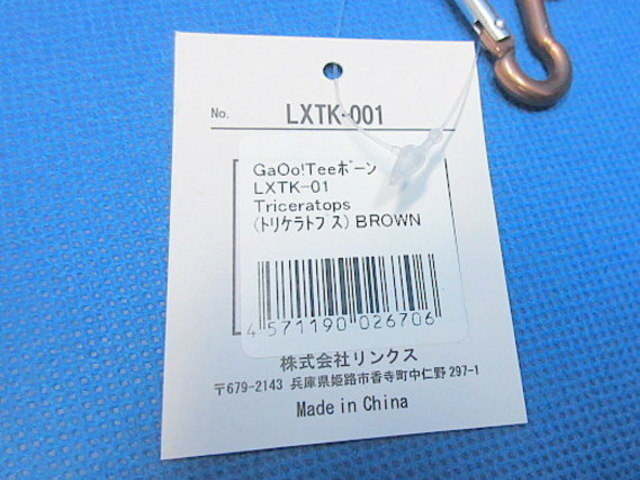 No. LXTK-001
GaOo!Teeボーン
LXTK-01
Triceratops
(トリケラトプス) BROWN
4 571190 026706
株式会社リンクス
〒679-2143 兵庫県姫路市香寺町中仁野 297-1
Made in China